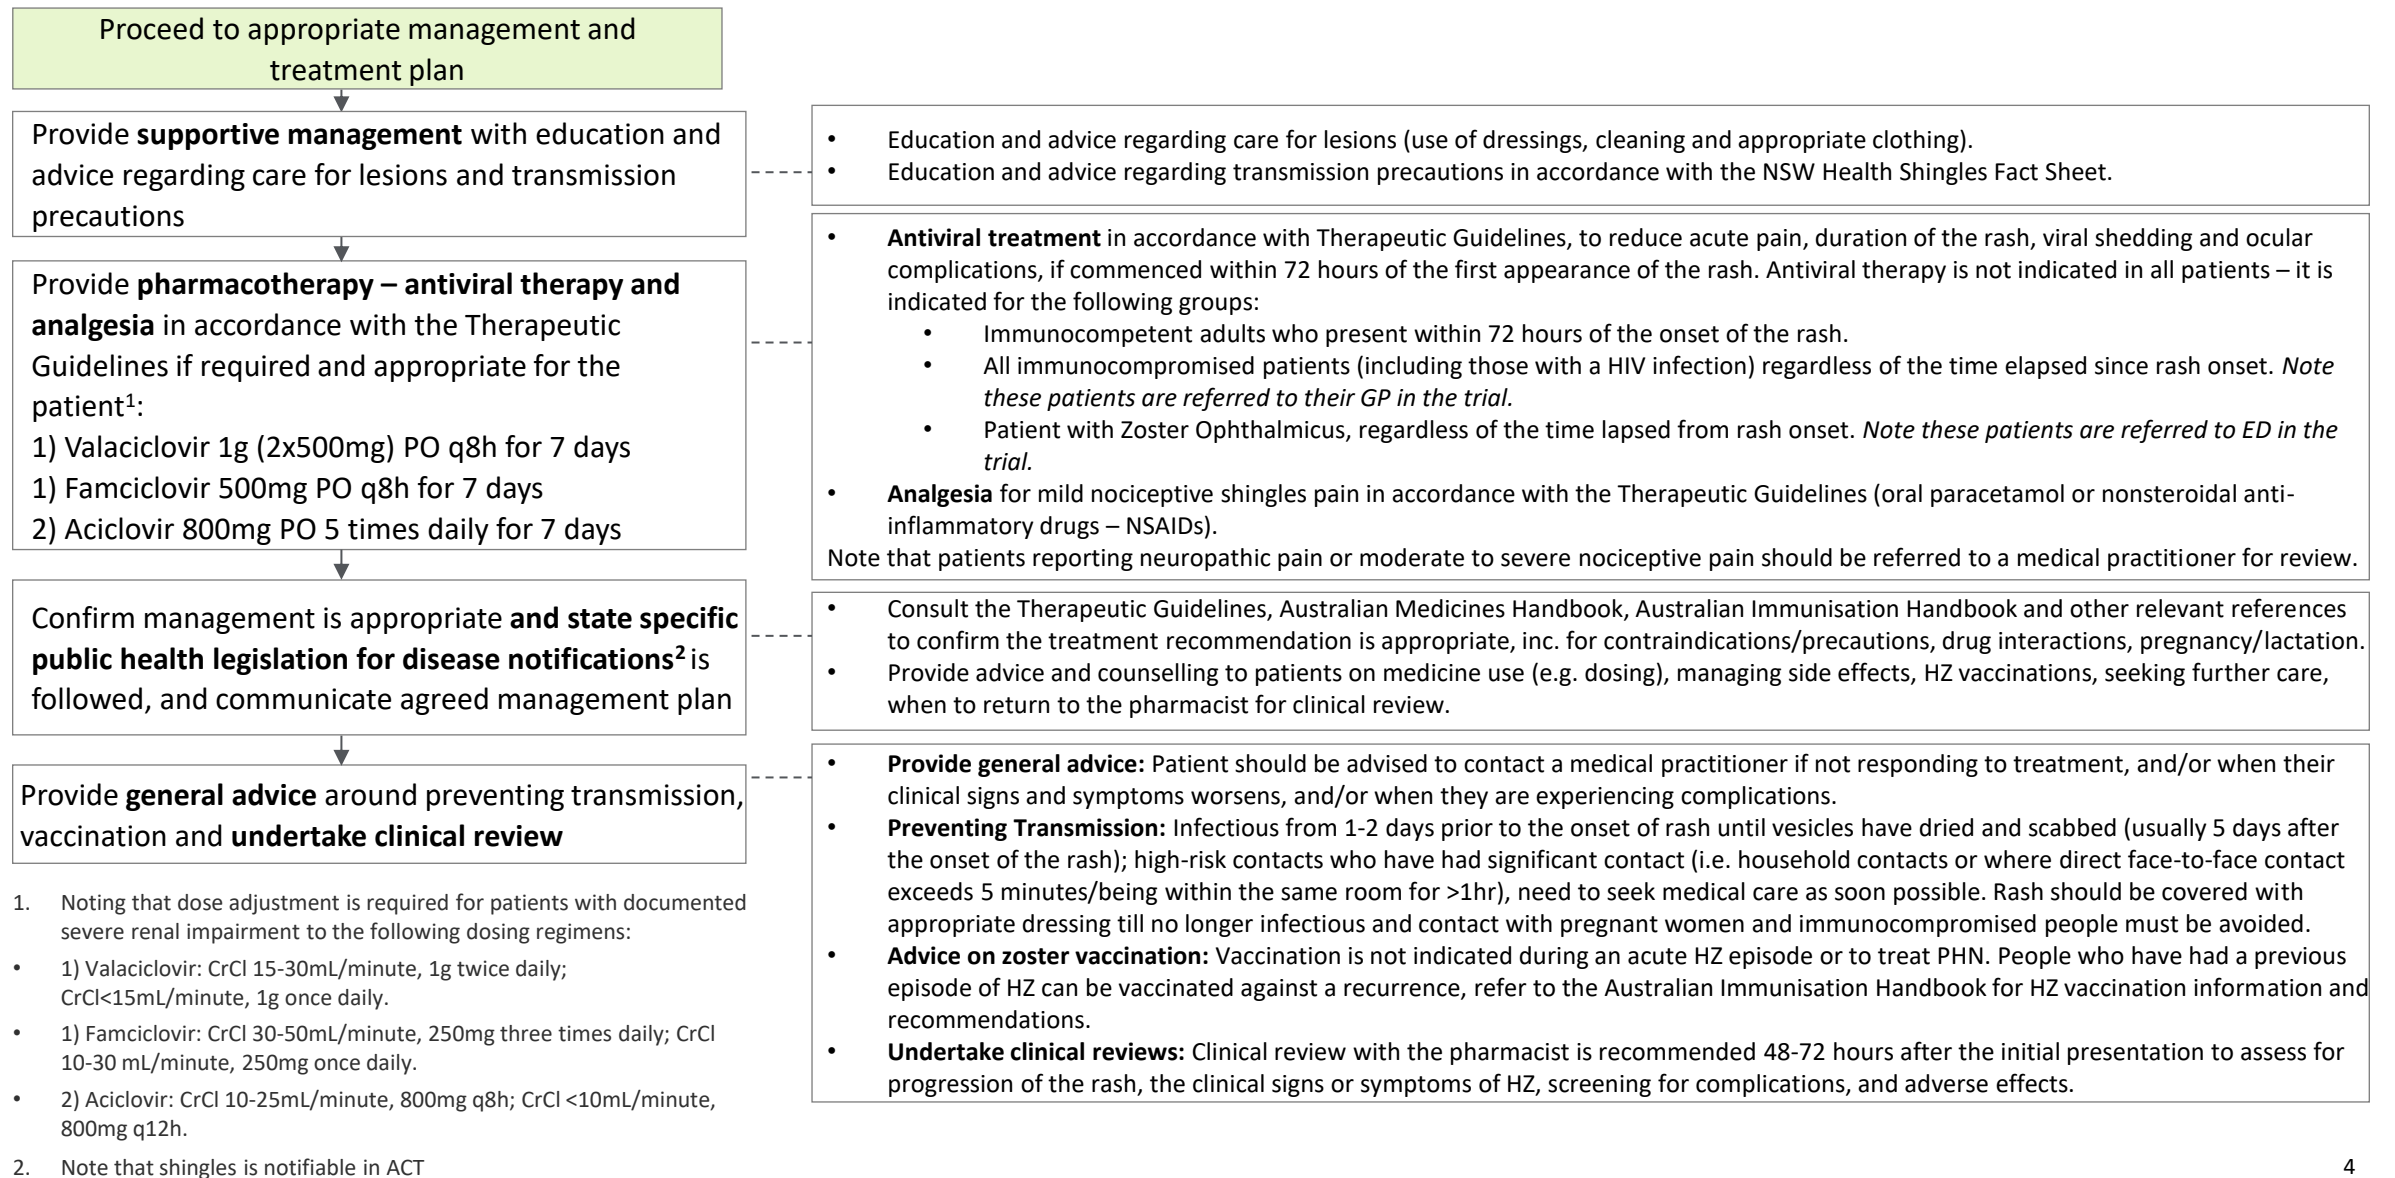 Proceed to appropriate management and
treatment plan
Provide supportive management with education and
advice regarding care for lesions and transmission
precautions
• Education and advice regarding care for lesions (use of dressings, cleaning and appropriate clothing).
• Education and advice regarding transmission precautions in accordance with the NSW Health Shingles Fact Sheet.
Provide pharmacotherapy – antiviral therapy and
analgesia in accordance with the Therapeutic
Guidelines if required and appropriate for the
patient¹:
1) Valaciclovir 1g (2x500mg) PO q8h for 7 days
1) Famciclovir 500mg PO q8h for 7 days
2) Aciclovir 800mg PO 5 times daily for 7 days
• Antiviral treatment in accordance with Therapeutic Guidelines, to reduce acute pain, duration of the rash, viral shedding and ocular
complications, if commenced within 72 hours of the first appearance of the rash. Antiviral therapy is not indicated in all patients – it is
indicated for the following groups:
• Immunocompetent adults who present within 72 hours of the onset of the rash.
• All immunocompromised patients (including those with a HIV infection) regardless of the time elapsed since rash onset. Note
these patients are referred to their GP in the trial.
• Patient with Zoster Ophthalmicus, regardless of the time lapsed from rash onset. Note these patients are referred to ED in the
trial.
• Analgesia for mild nociceptive shingles pain in accordance with the Therapeutic Guidelines (oral paracetamol or nonsteroidal anti-
inflammatory drugs – NSAIDs).
Note that patients reporting neuropathic pain or moderate to severe nociceptive pain should be referred to a medical practitioner for review.
Confirm management is appropriate and state specific
public health legislation for disease notifications² is
followed, and communicate agreed management plan
• Consult the Therapeutic Guidelines, Australian Medicines Handbook, Australian Immunisation Handbook and other relevant references
to confirm the treatment recommendation is appropriate, inc. for contraindications/precautions, drug interactions, pregnancy/lactation.
• Provide advice and counselling to patients on medicine use (e.g. dosing), managing side effects, HZ vaccinations, seeking further care,
when to return to the pharmacist for clinical review.
Provide general advice around preventing transmission,
vaccination and undertake clinical review
• Provide general advice: Patient should be advised to contact a medical practitioner if not responding to treatment, and/or when their
clinical signs and symptoms worsens, and/or when they are experiencing complications.
• Preventing Transmission: Infectious from 1-2 days prior to the onset of rash until vesicles have dried and scabbed (usually 5 days after
the onset of the rash); high-risk contacts who have had significant contact (i.e. household contacts or where direct face-to-face contact
exceeds 5 minutes/being within the same room for >1hr), need to seek medical care as soon possible. Rash should be covered with
appropriate dressing till no longer infectious and contact with pregnant women and immunocompromised people must be avoided.
• Advice on zoster vaccination: Vaccination is not indicated during an acute HZ episode or to treat PHN. People who have had a previous
episode of HZ can be vaccinated against a recurrence, refer to the Australian Immunisation Handbook for HZ vaccination information and
recommendations.
• Undertake clinical reviews: Clinical review with the pharmacist is recommended 48-72 hours after the initial presentation to assess for
progression of the rash, the clinical signs or symptoms of HZ, screening for complications, and adverse effects.
1. Noting that dose adjustment is required for patients with documented
severe renal impairment to the following dosing regimens:
• 1) Valaciclovir: CrCl 15-30mL/minute, 1g twice daily;
CrCl<15mL/minute, 1g once daily.
• 1) Famciclovir: CrCl 30-50mL/minute, 250mg three times daily; CrCl
10-30 mL/minute, 250mg once daily.
• 2) Aciclovir: CrCl 10-25mL/minute, 800mg q8h; CrCl <10mL/minute,
800mg q12h.
2. Note that shingles is notifiable in ACT
4